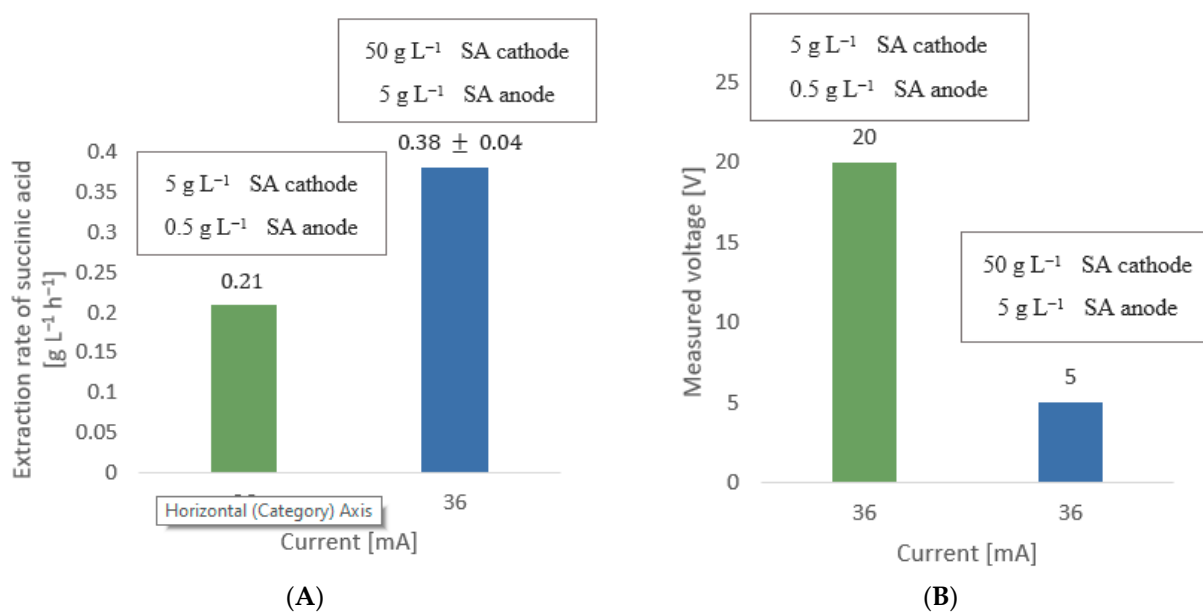 50 g L⁻¹ SA cathode
5 g L⁻¹ SA anode
0.38 ± 0.04
5 g L⁻¹ SA cathode
0.5 g L⁻¹ SA anode
0.21
Extraction rate of succinic acid
[g L⁻¹ h⁻¹]
0.4
0.35
0.3
0.25
0.2
0.15
0.1
0.05
0
Horizontal (Category) Axis
36
Current [mA]
(A)
5 g L⁻¹ SA cathode
0.5 g L⁻¹ SA anode
20
50 g L⁻¹ SA cathode
5 g L⁻¹ SA anode
5
Measured voltage [V]
25
20
15
10
5
0
36 36
Current [mA]
(B)